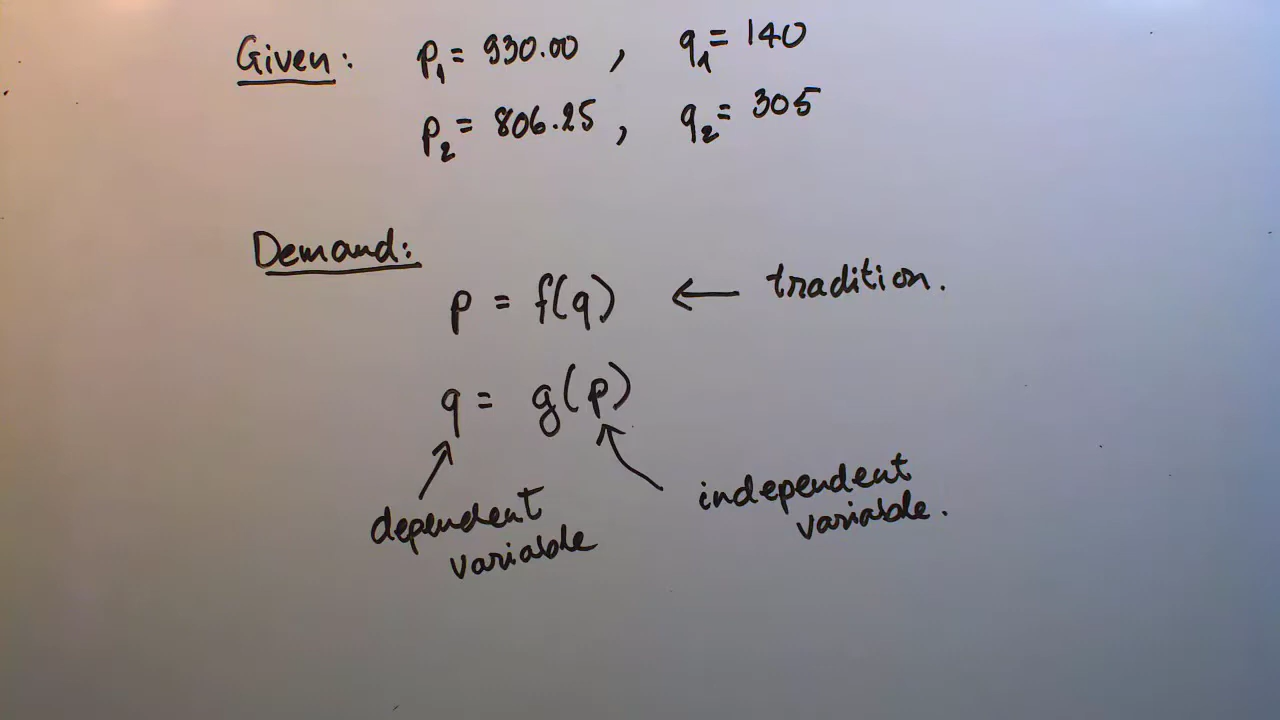 Given: p₁ = 930.00 , q₁ = 140
p₂ = 806.25 , q₂ = 305
Demand:
p = f(q) ← tradition.
q = g(p)
dependent variable
independent variable.